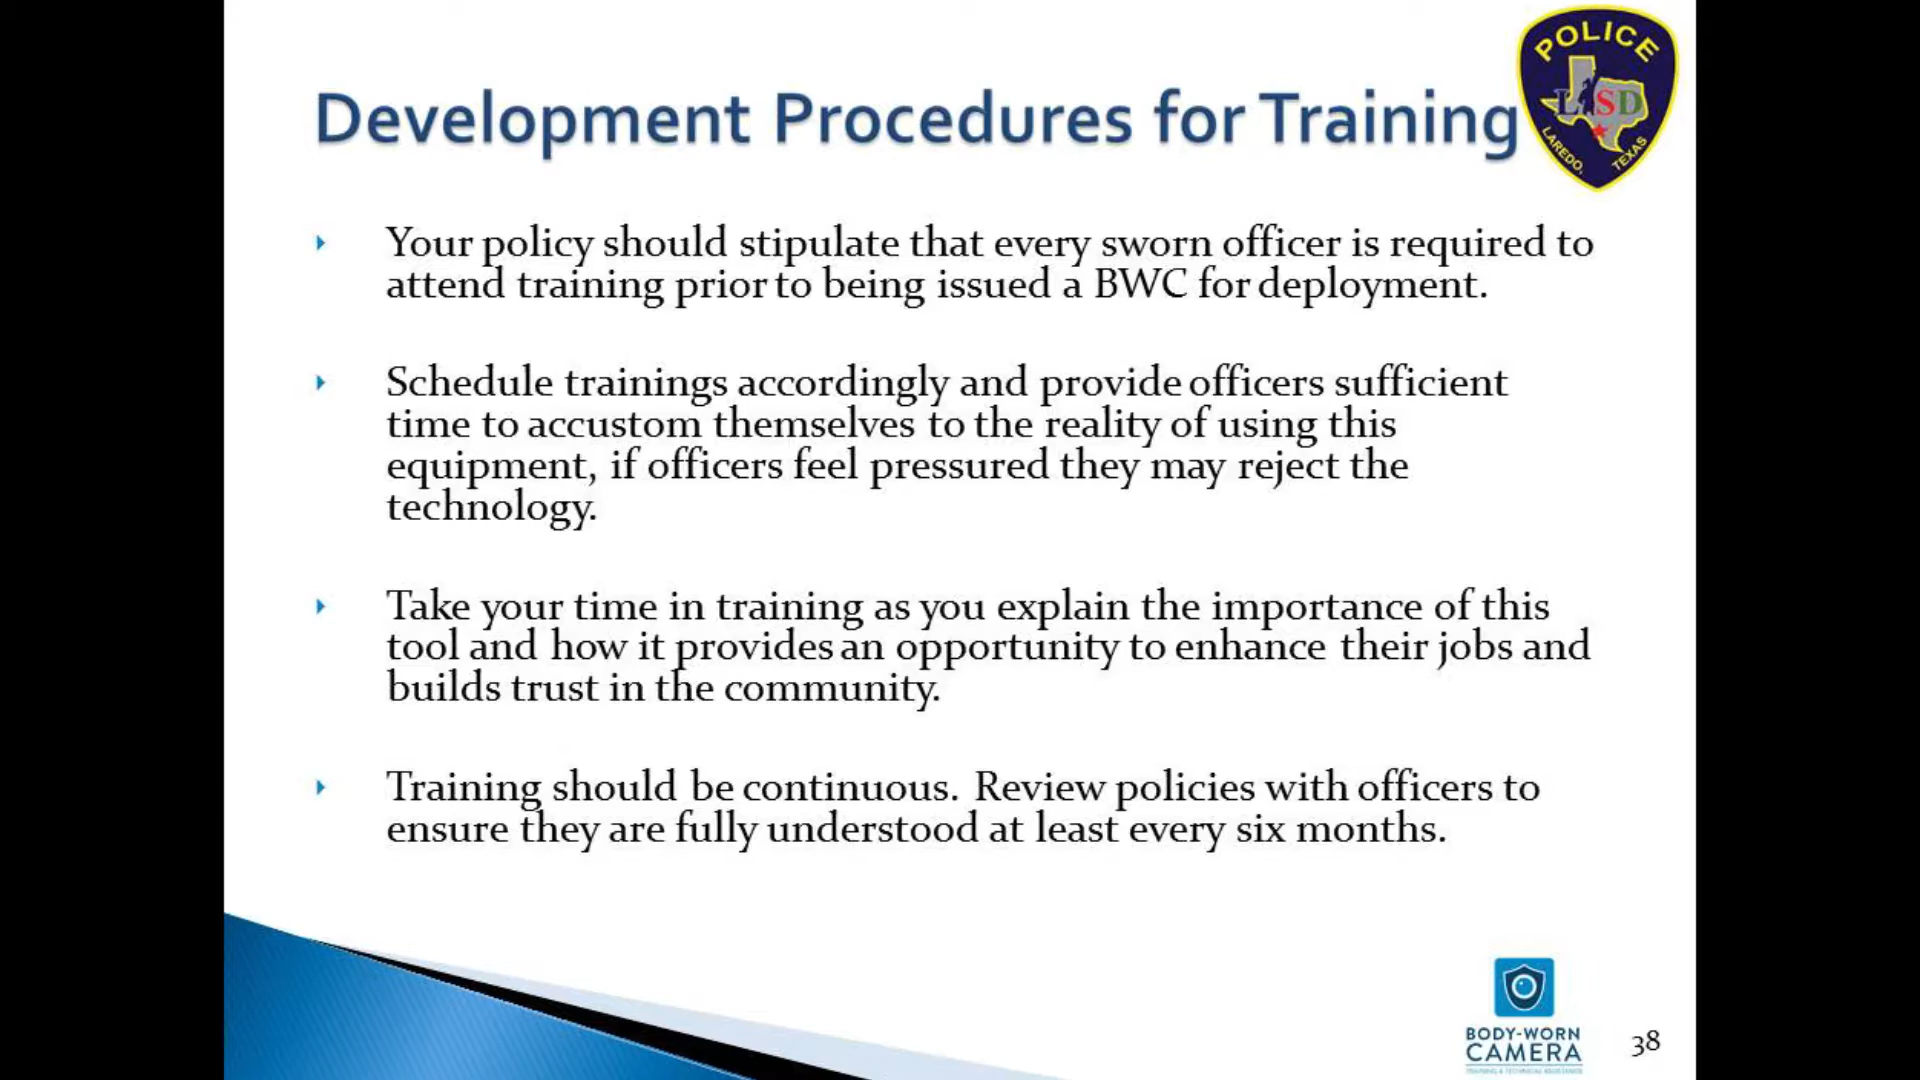 POLICE
LISD
LAREDO, TEXAS
Development Procedures for Training
Your policy should stipulate that every sworn officer is required to
attend training prior to being issued a BWC for deployment.
Schedule trainings accordingly and provide officers sufficient
time to accustom themselves to the reality of using this
equipment, if officers feel pressured they may reject the
technology.
Take your time in training as you explain the importance of this
tool and how it provides an opportunity to enhance their jobs and
builds trust in the community.
Training should be continuous. Review policies with officers to
ensure they are fully understood at least every six months.
BODY-WORN
CAMERA
TRAINING & TECHNICAL ASSISTANCE
38